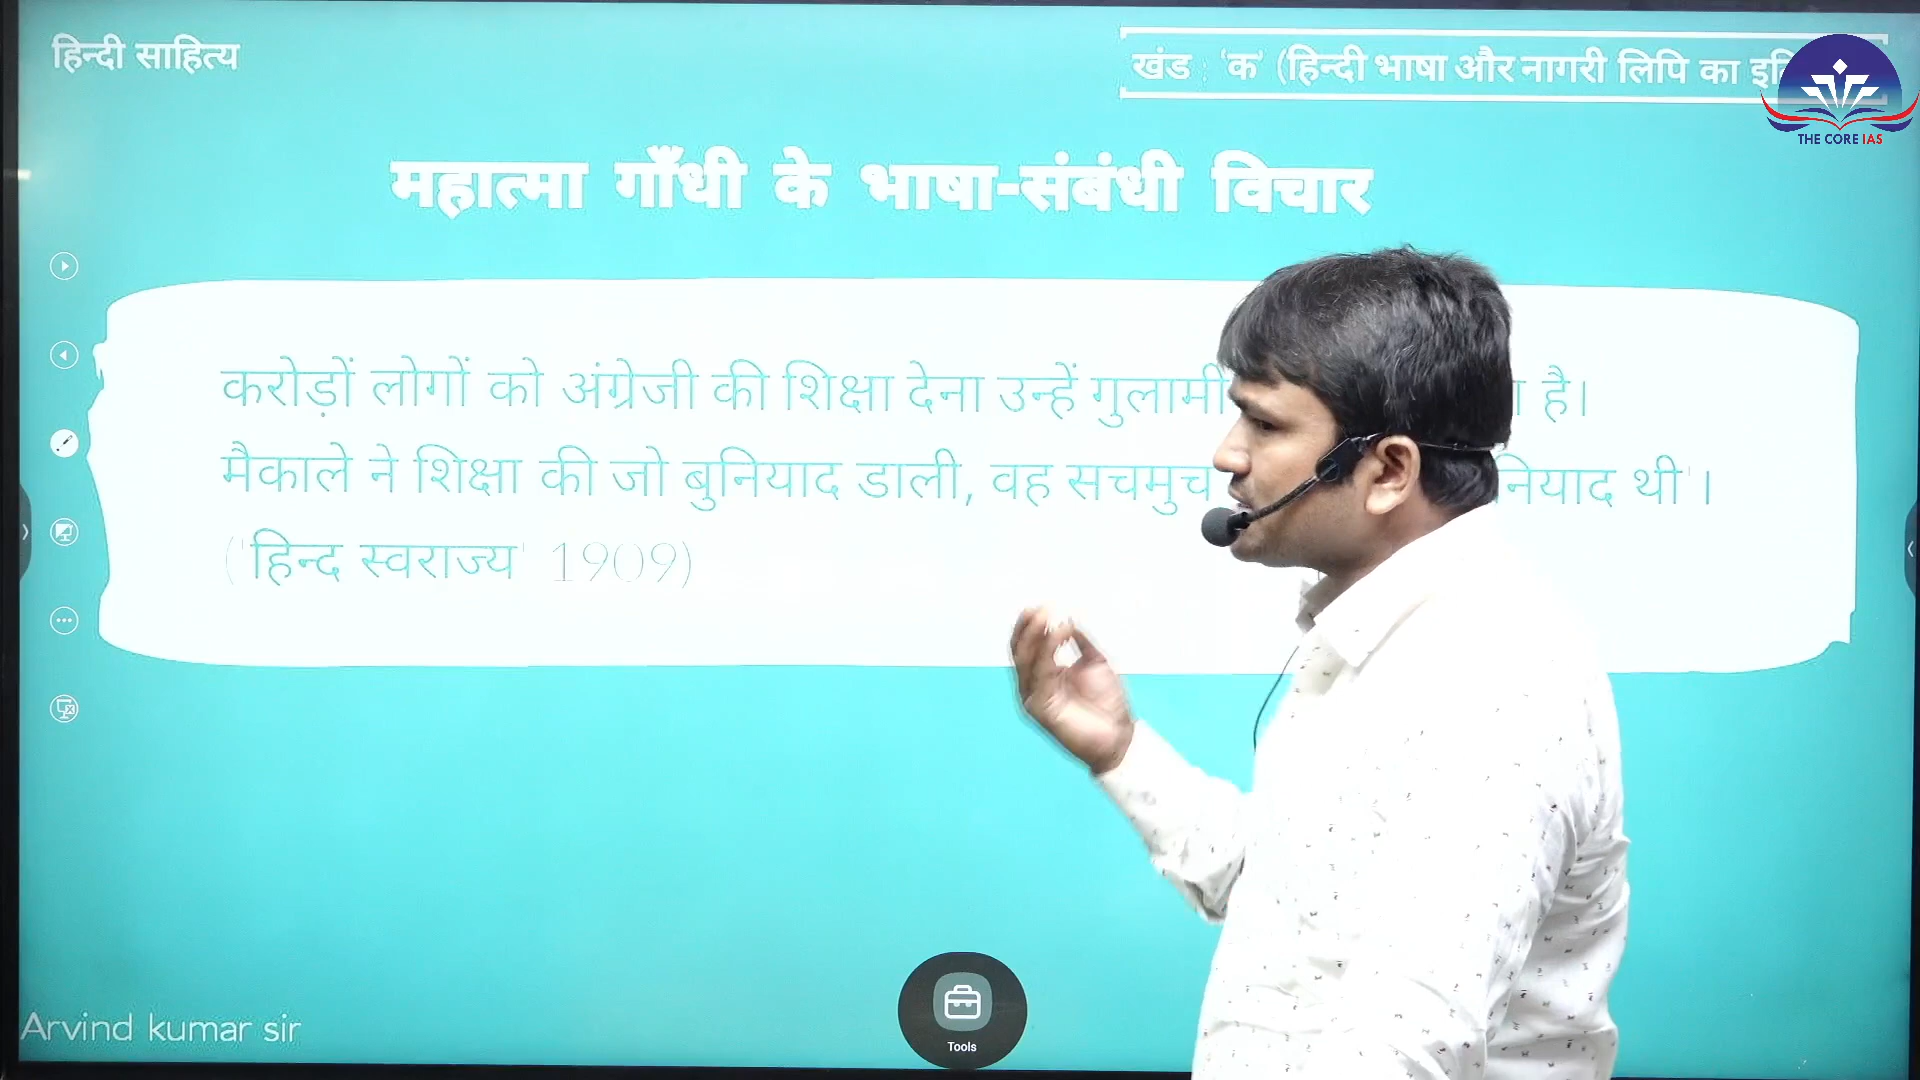 हिन्दी साहित्य
खंड : 'क' (हिन्दी भाषा और नागरी लिपि का
THE CORE IAS
महात्मा गाँधी के भाषा-संबंधी विचार
करोड़ों लोगों को अंग्रेजी की शिक्षा देना उन्हें गुलामी है।
मैकाले ने शिक्षा की जो बुनियाद डाली, वह सचमुच थी'।
('हिन्द स्वराज्य' 1909)
Tools
Arvind kumar sir